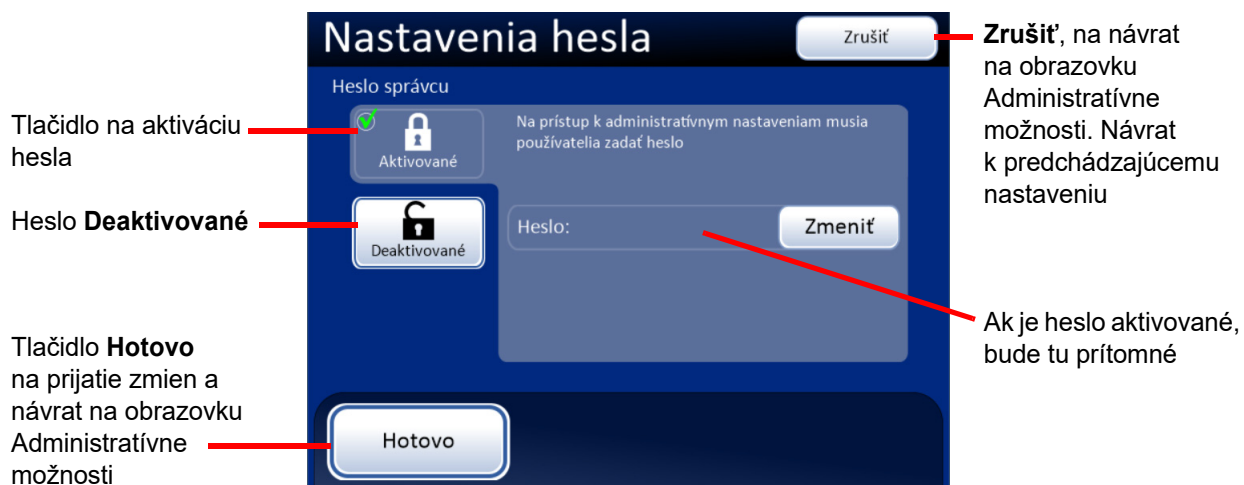 Nastavenia hesla
Zrušiť
Heslo správcu
Aktivované
Na prístup k administratívnym nastaveniam musia
používatelia zadať heslo
Deaktivované
Heslo:
Zmeniť
Hotovo
Tlačidlo na aktiváciu
hesla
Heslo Deaktivované
Tlačidlo Hotovo
na prijatie zmien a
návrat na obrazovku
Administratívne
možnosti
Zrušiť, na návrat
na obrazovku
Administratívne
možnosti. Návrat
k predchádzajúcemu
nastaveniu
Ak je heslo aktivované,
bude tu prítomné